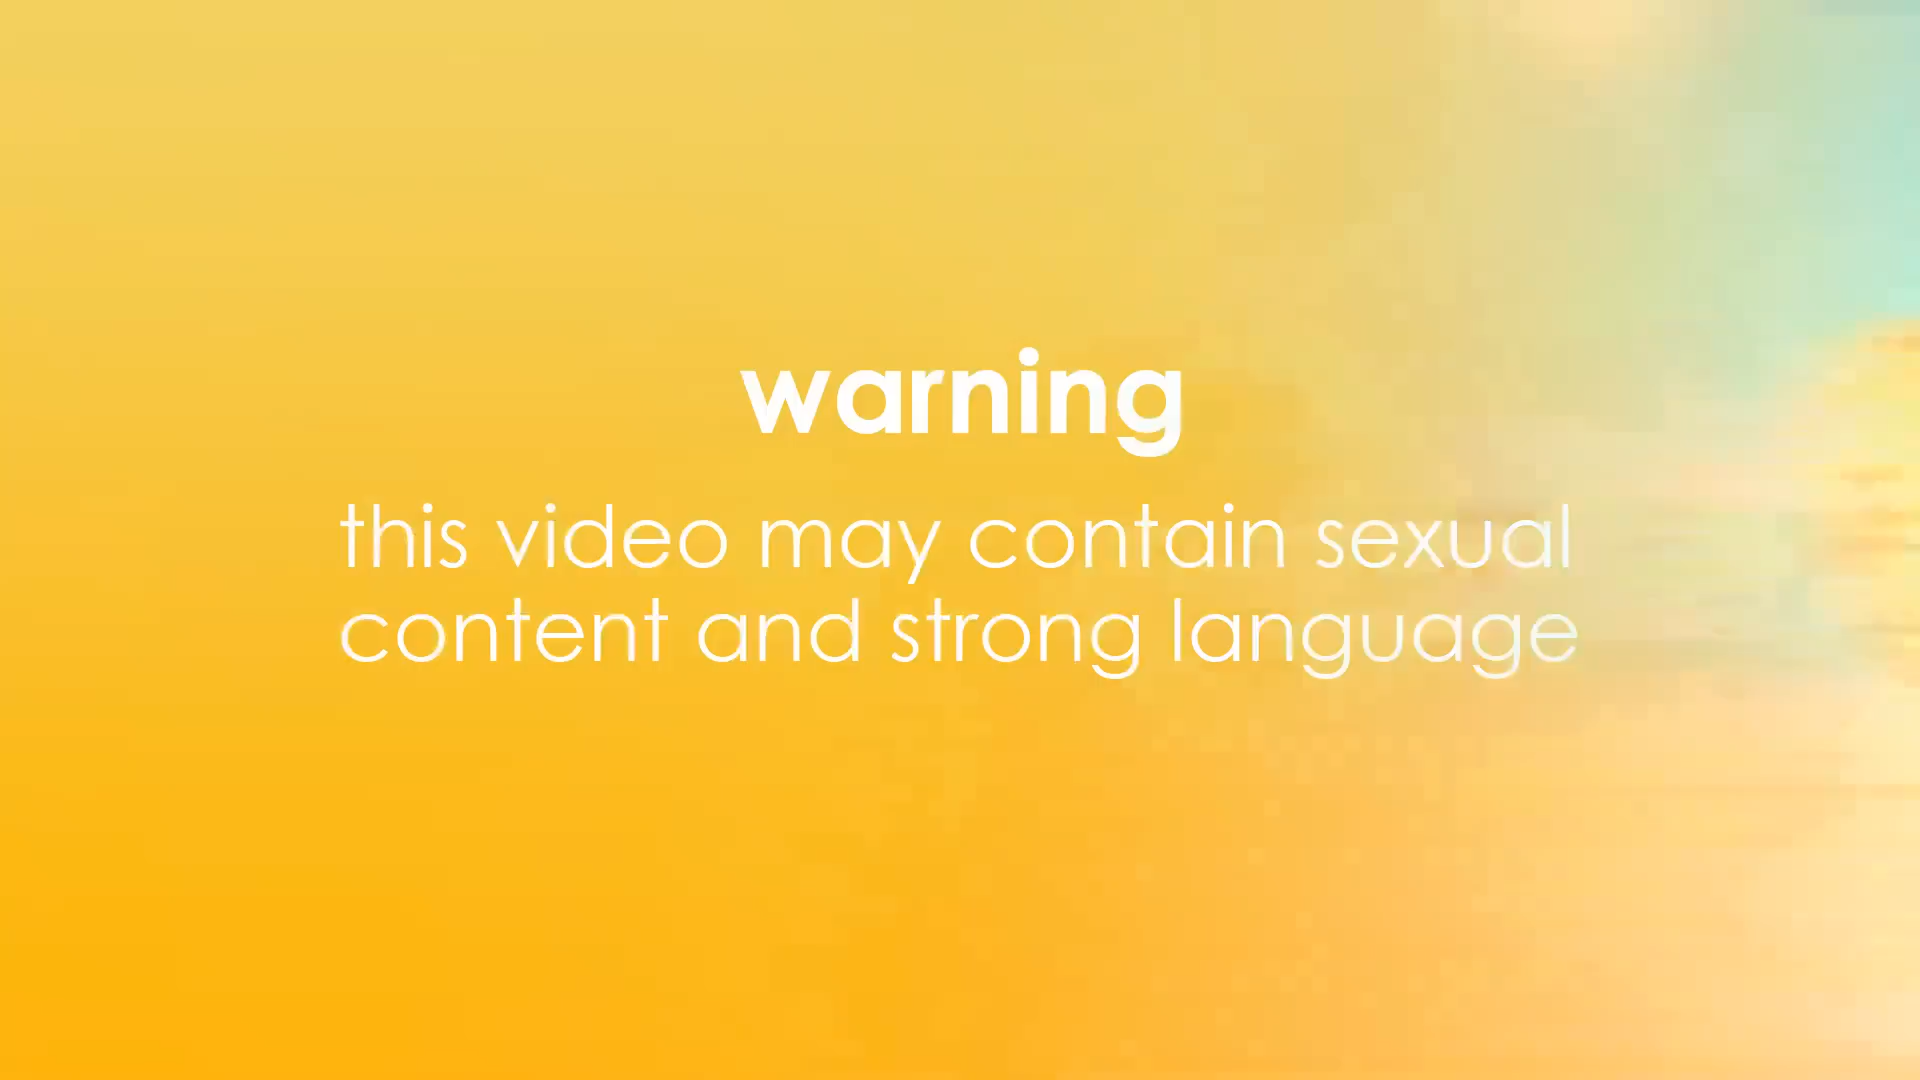 warning
this video may contain sexual
content and strong language